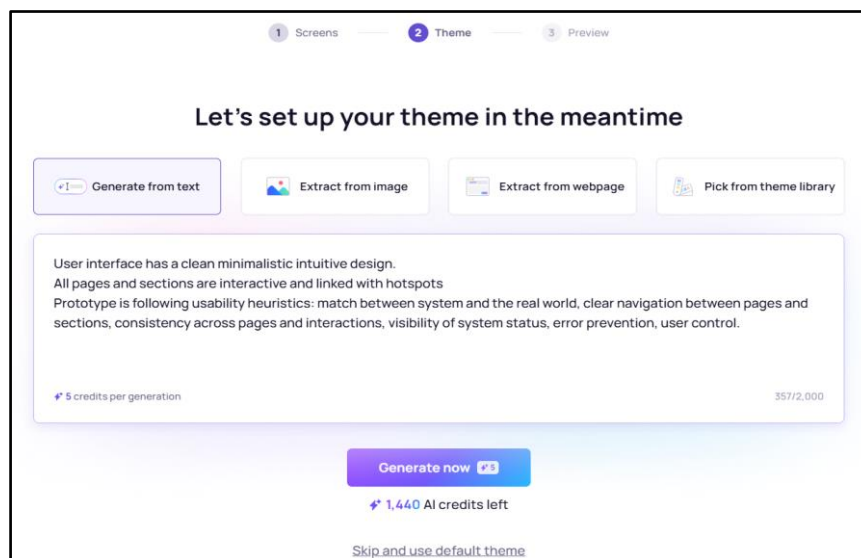 1 Screens 2 Theme 3 Preview
Let's set up your theme in the meantime
Generate from text Extract from image Extract from webpage Pick from theme library
User interface has a clean minimalistic intuitive design.
All pages and sections are interactive and linked with hotspots
Prototype is following usability heuristics: match between system and the real world, clear navigation between pages and
sections, consistency across pages and interactions, visibility of system status, error prevention, user control.
5 credits per generation 357/2,000
Generate now 5
1,440 AI credits left
Skip and use default theme